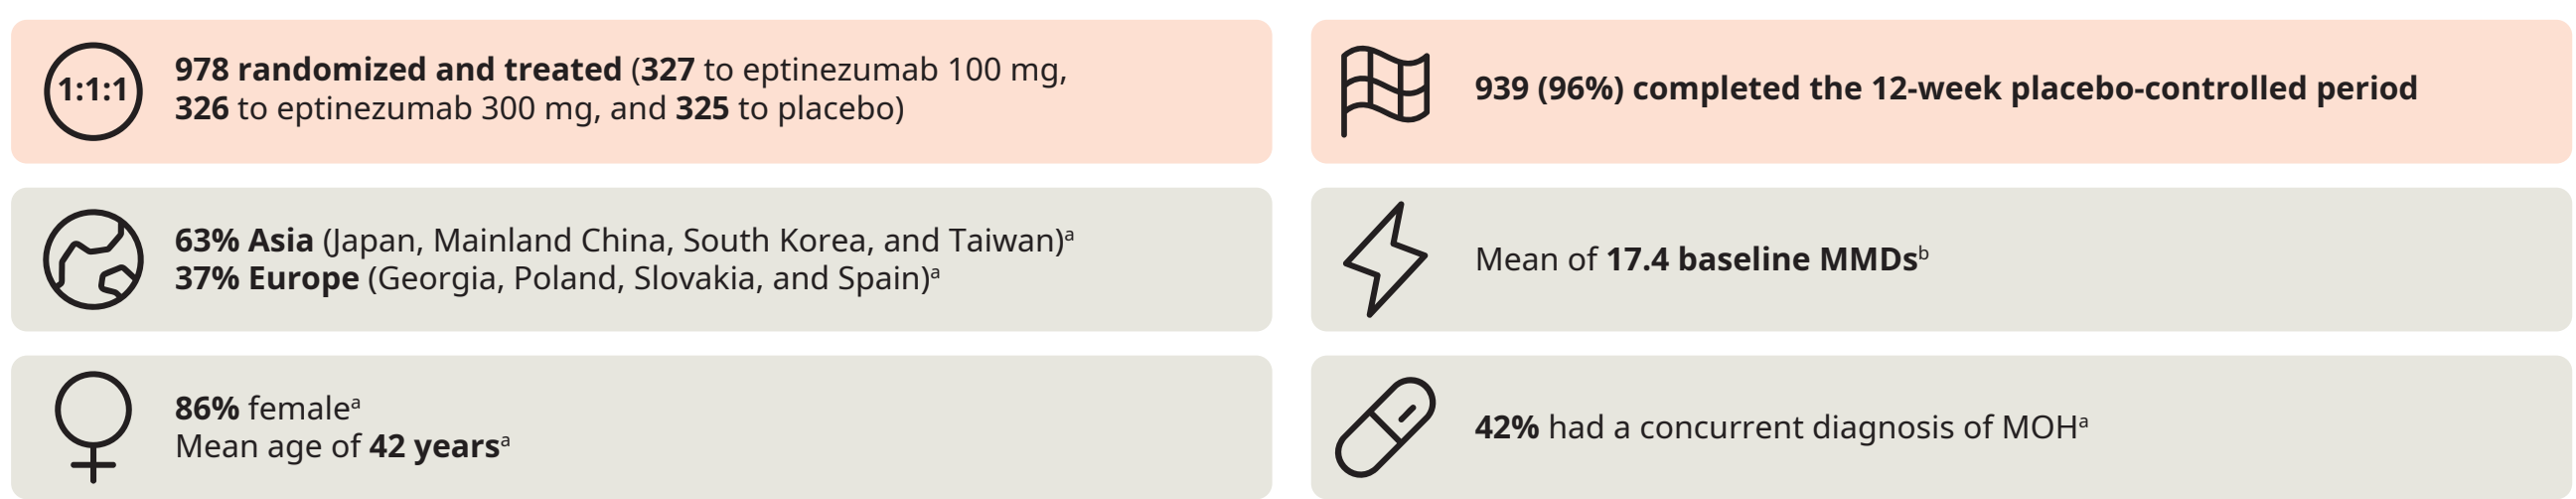 1:1:1
978 randomized and treated (327 to eptinezumab 100 mg,
326 to eptinezumab 300 mg, and 325 to placebo)
939 (96%) completed the 12-week placebo-controlled period
63% Asia (Japan, Mainland China, South Korea, and Taiwan)ᵃ
37% Europe (Georgia, Poland, Slovakia, and Spain)ᵃ
Mean of 17.4 baseline MMDsᵇ
86% femaleᵃ
Mean age of 42 yearsᵃ
42% had a concurrent diagnosis of MOHᵃ